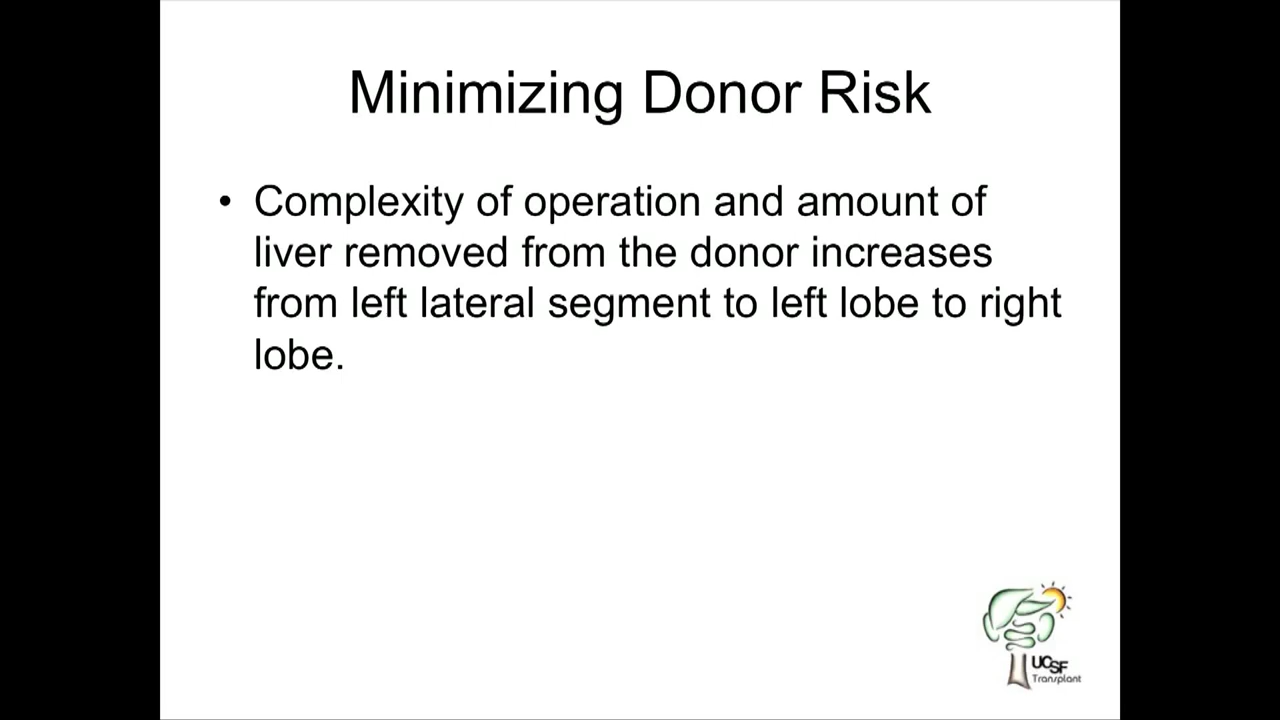 Minimizing Donor Risk
• Complexity of operation and amount of
liver removed from the donor increases
from left lateral segment to left lobe to right
lobe.
UCSF
Transplant